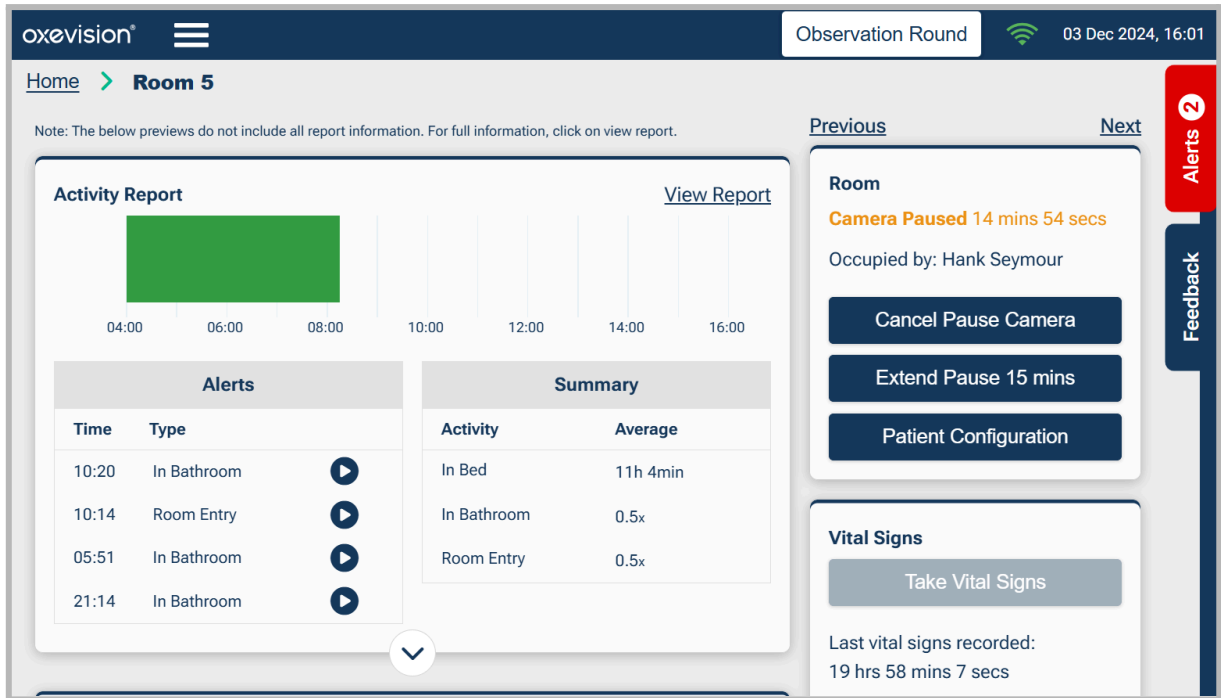 oxevision®
Observation Round
03 Dec 2024, 16:01
Home > Room 5
Note: The below previews do not include all report information. For full information, click on view report.
Activity Report
View Report
04:00 06:00 08:00 10:00 12:00 14:00 16:00
Alerts
Time Type
10:20 In Bathroom
10:14 Room Entry
05:51 In Bathroom
21:14 In Bathroom
Summary
Activity Average
In Bed 11h 4min
In Bathroom 0.5x
Room Entry 0.5x
Previous
Next
Room
Camera Paused 14 mins 54 secs
Occupied by: Hank Seymour
Cancel Pause Camera
Extend Pause 15 mins
Patient Configuration
Vital Signs
Take Vital Signs
Last vital signs recorded:
19 hrs 58 mins 7 secs
Alerts 2
Feedback